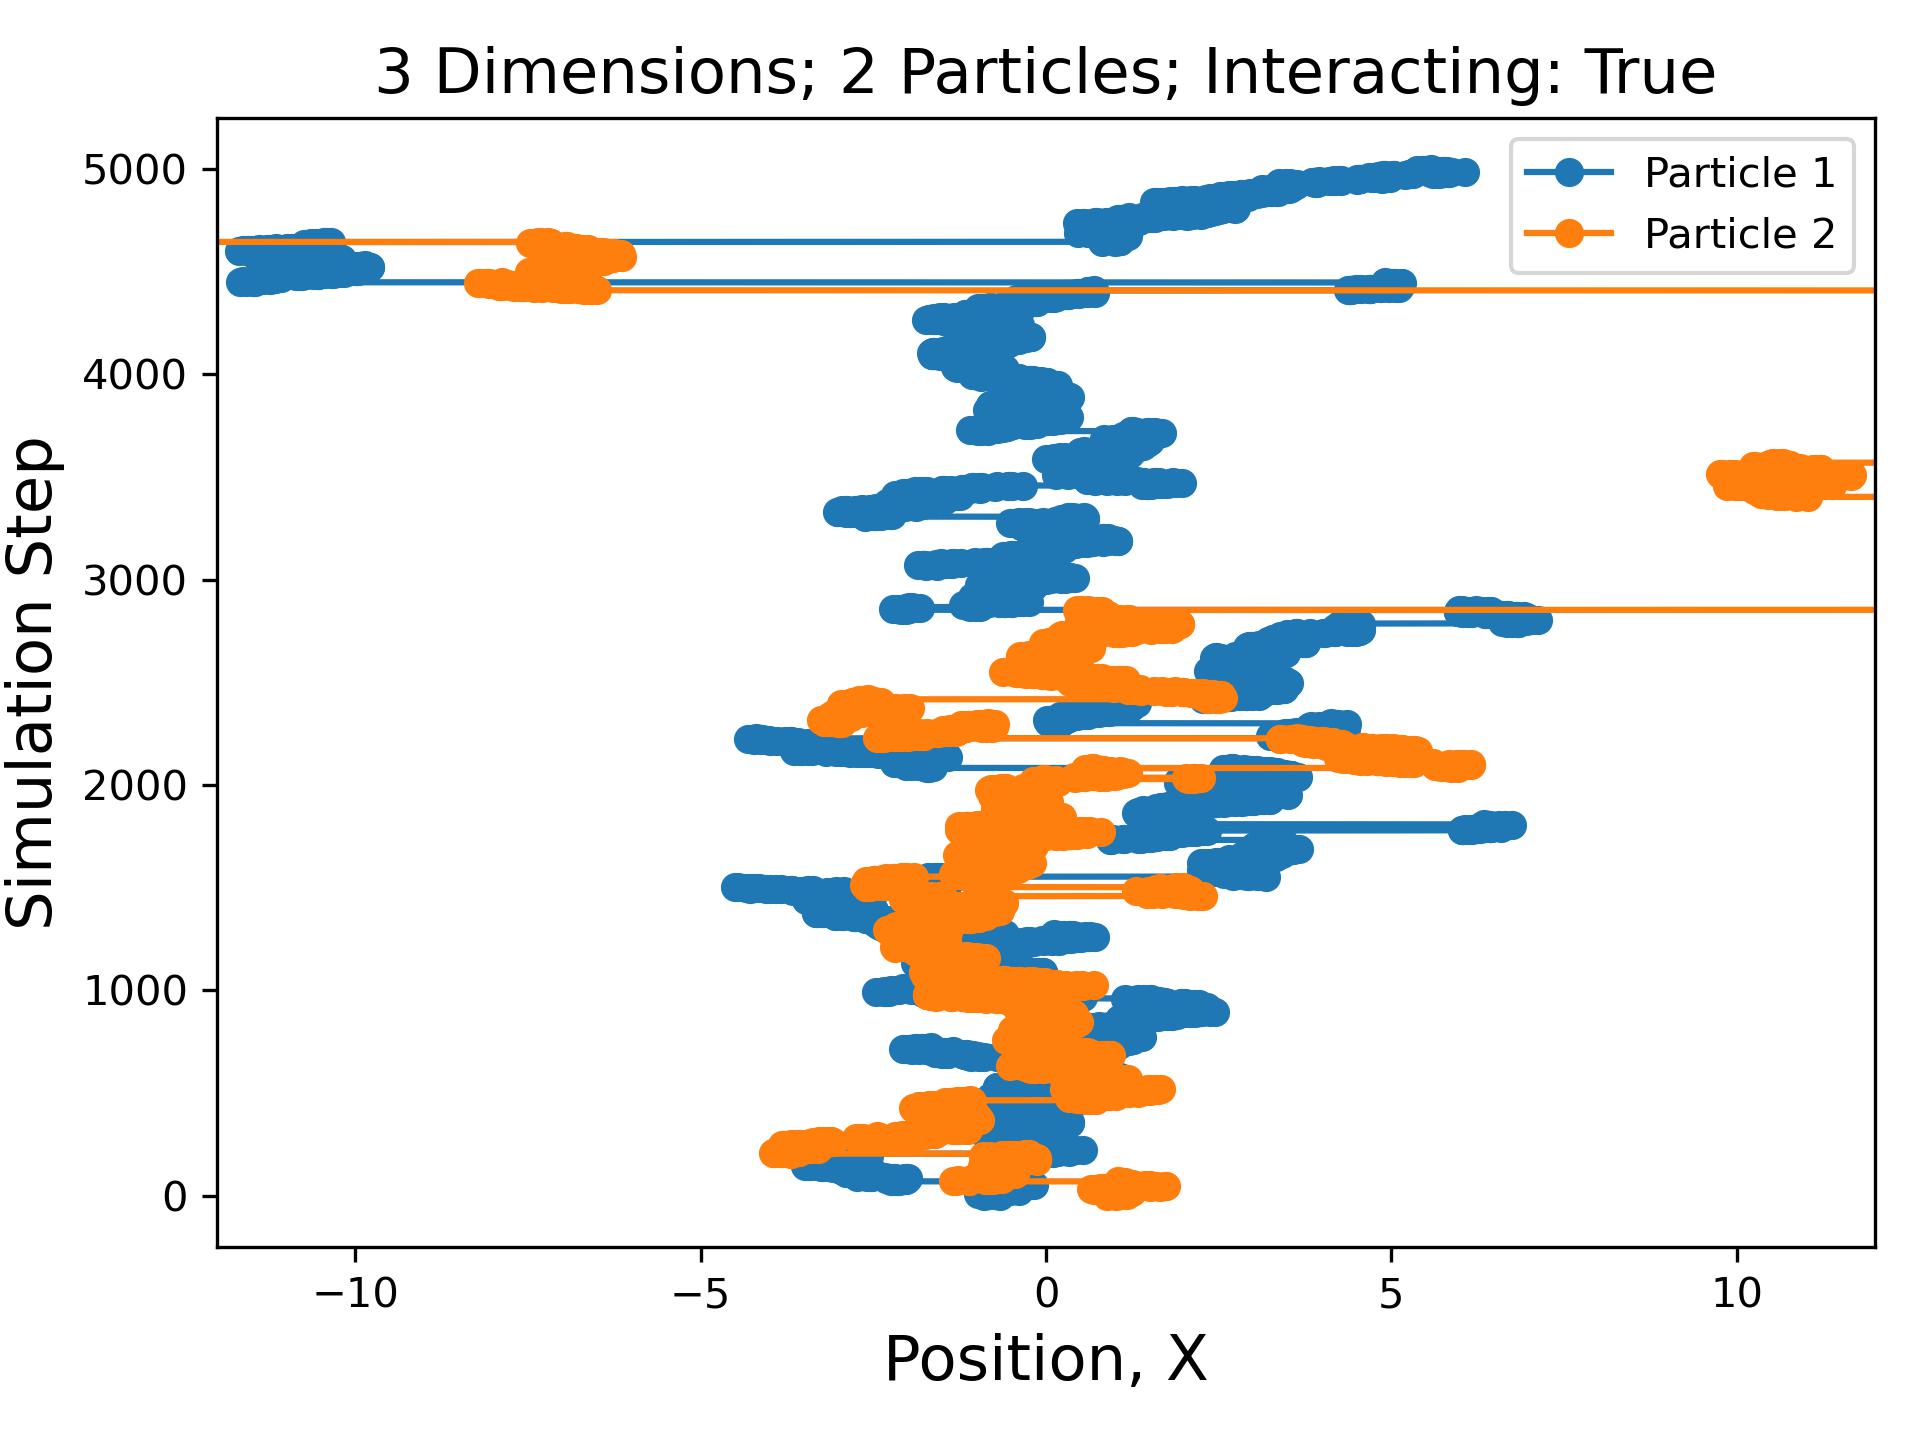 3 Dimensions; 2 Particles; Interacting: True
Particle 1
Particle 2
Simulation Step
5000
4000
3000
2000
1000
0
−10
−5
0
5
10
Position, X